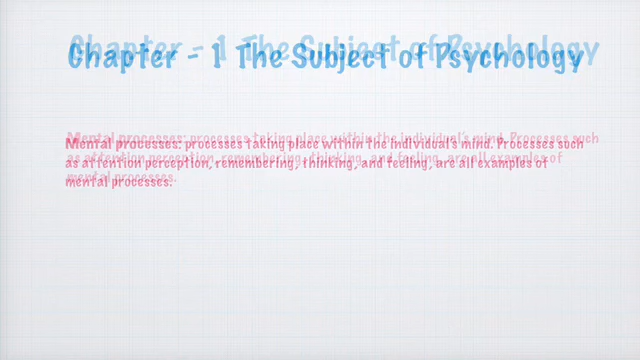 Chapter - 1 The Subject of Psychology
Mental processes: processes taking place within the individual's mind. Processes such
as attention perception, remembering, thinking, and feeling, are all examples of
mental processes.